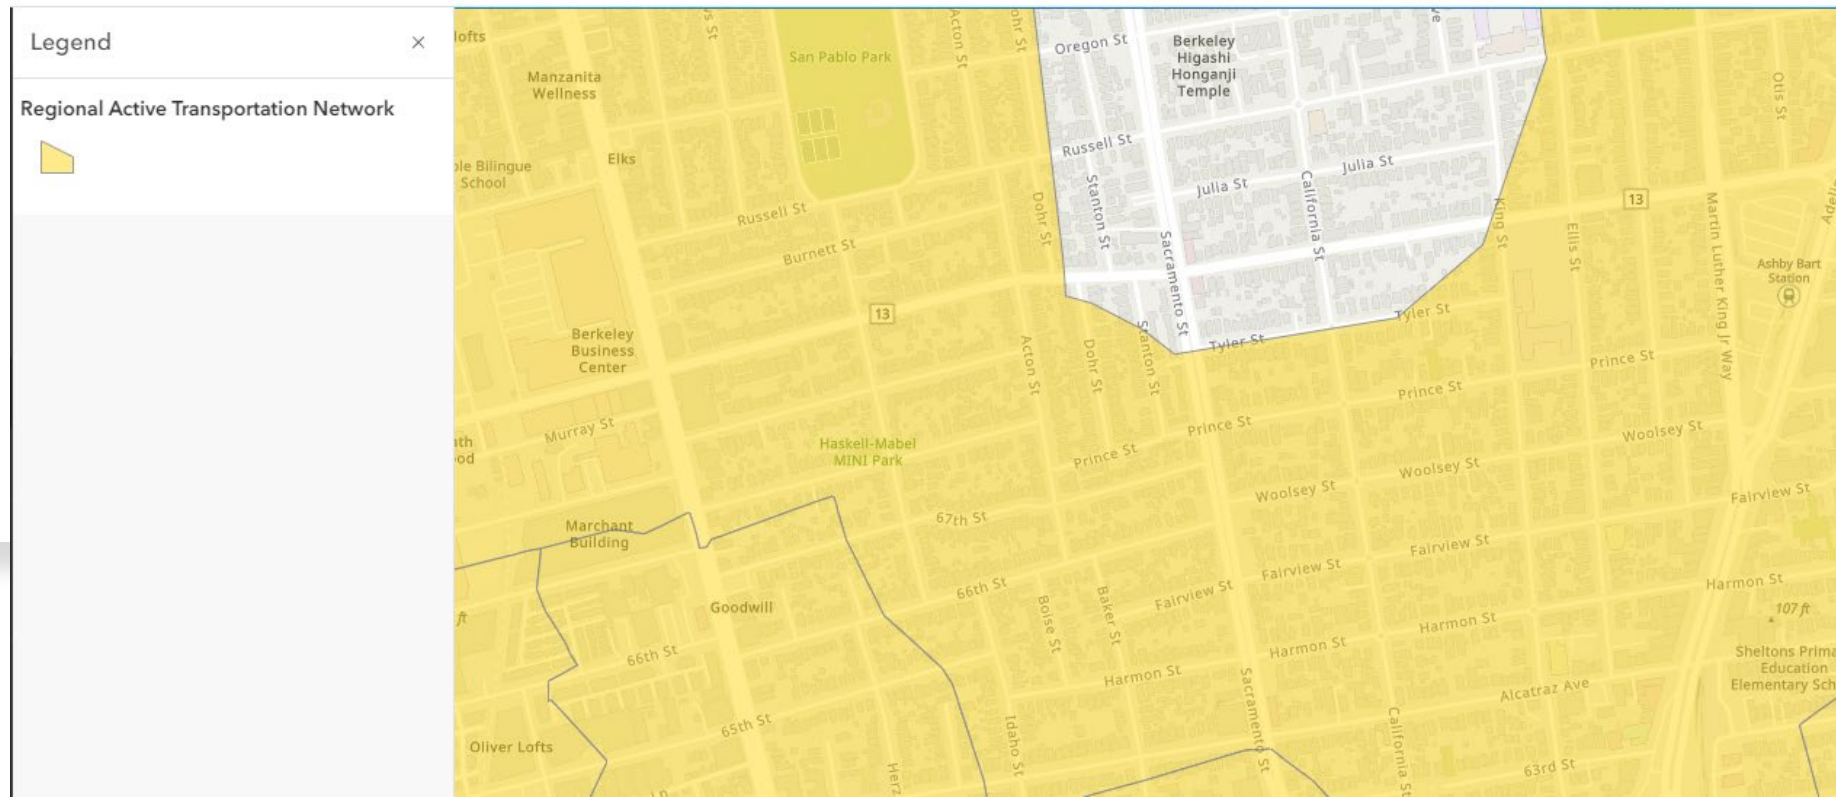 Legend
Regional Active Transportation Network
lofts
Manzanita
Wellness
San Pablo Park
Acton St
Oregon St
Berkeley
Higashi
Honganji
Temple
Otis St
Elks
School
Russell St
Burnett St
Dohr St
Russell St
Stanton St
Julia St
Julia St
California St
Sacramento St
King St
Ellis St
13
Martin Luther King Jr Way
Ashby Bart
Station
13
Berkeley
Business
Center
Acton St
Dohr St
Stanton St
Tyler St
Tyler St
Prince St
Prince St
Prince St
Prince St
Murray St
Haskell-Mabel
MINI Park
Woolsey St
Woolsey St
Woolsey St
Marchant
Building
67th St
Fairview St
Fairview St
Fairview St
Fairview St
66th St
Boise St
Baker St
Harmon St
Harmon St
Harmon St
Harmon St
107 ft
Goodwill
66th St
65th St
Oliver Lofts
Idaho St
Sacramento St
California St
Alcatraz Ave
63rd St
Sheltons Prima
Education
Elementary Sch